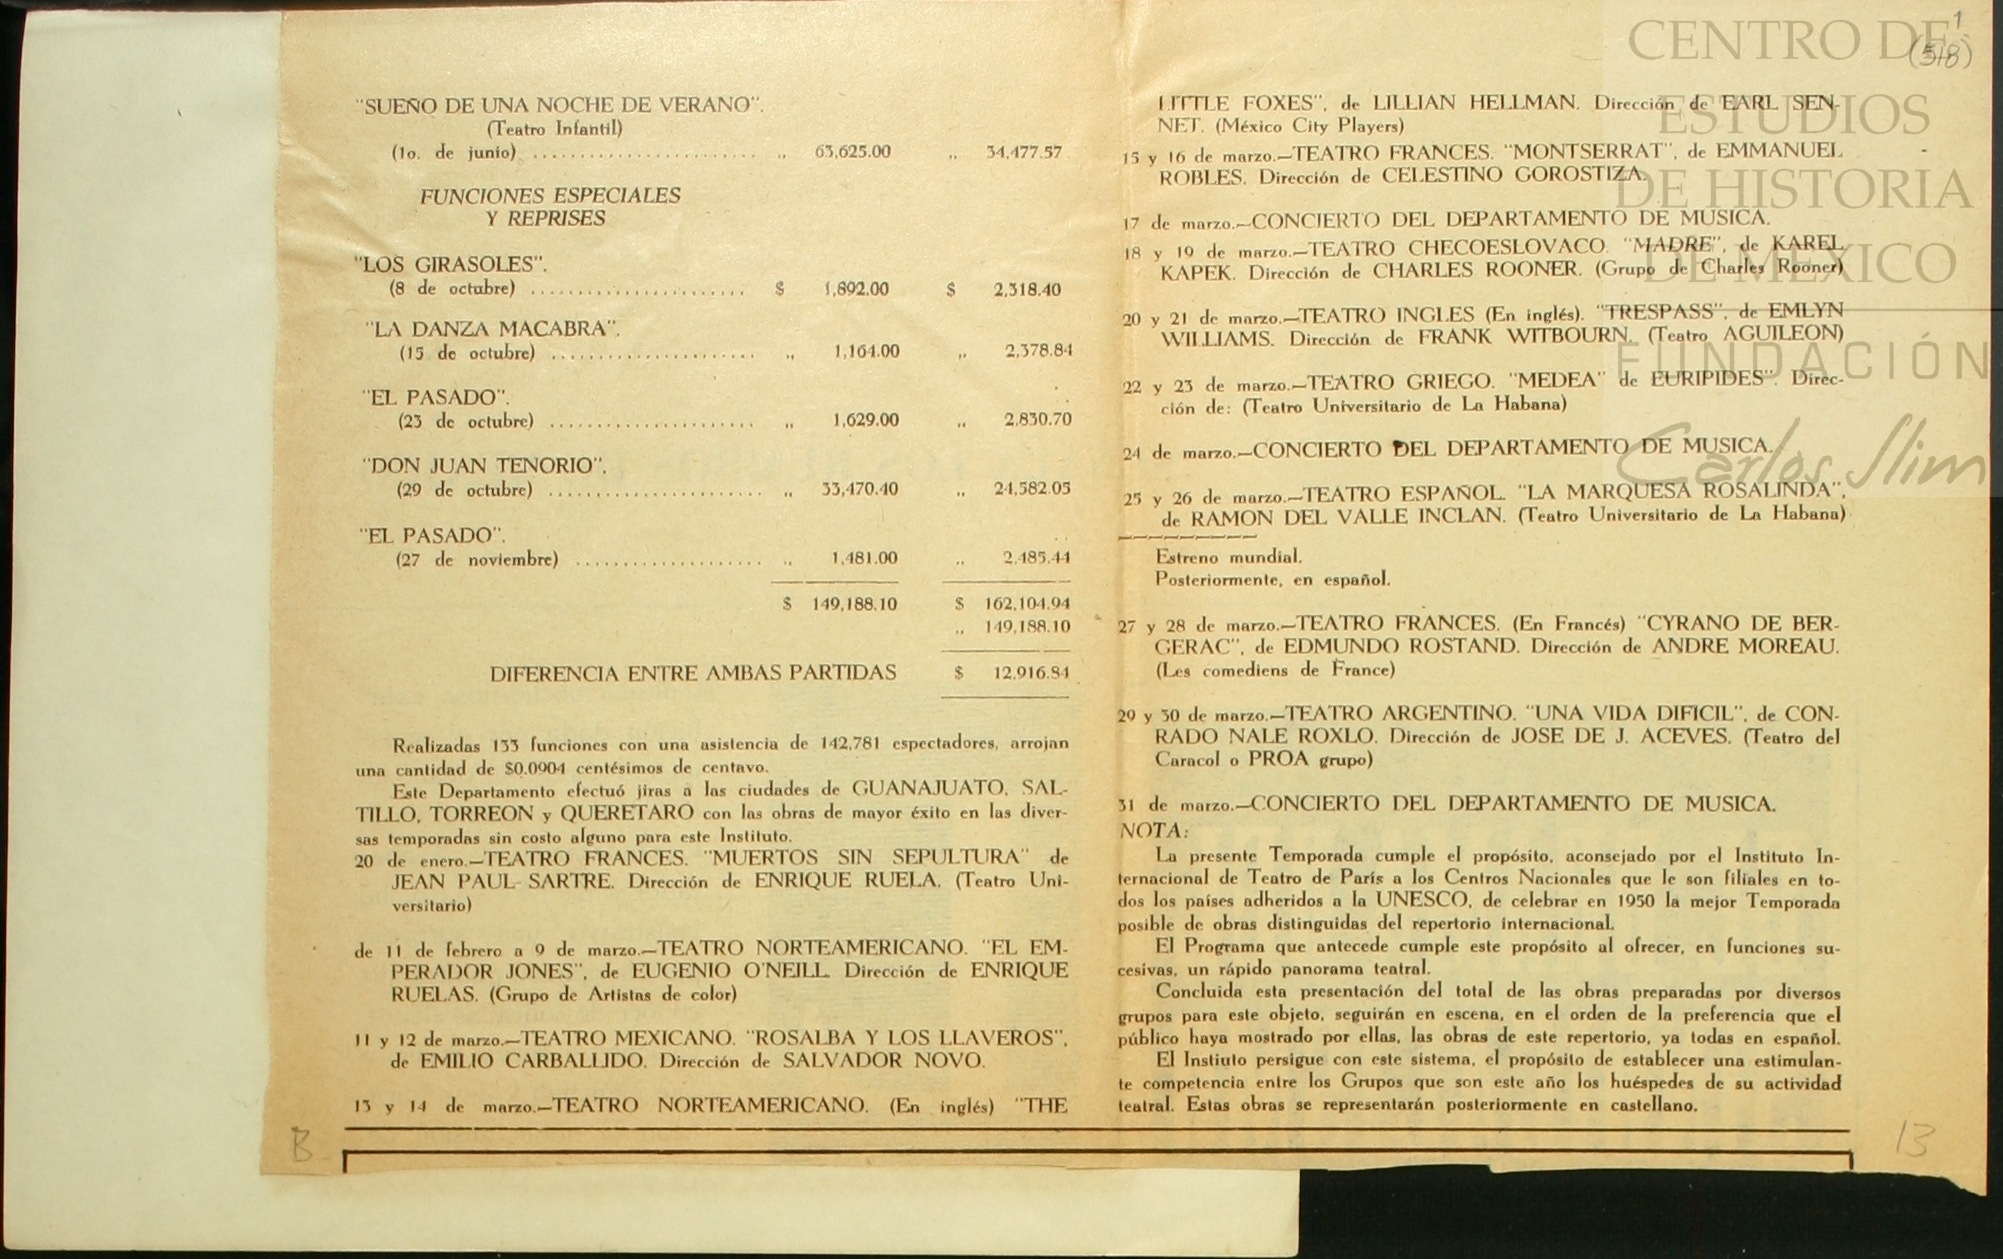 "SUEÑO DE UNA NOCHE DE VERANO".
(Teatro Infantil)
(1o. de junio) ........................ ,, 63,625.00 ,, 34,477.57
FUNCIONES ESPECIALES
Y REPRISES
"LOS GIRASOLES".
(8 de octubre) ....................... $ 1,892.00 $ 2,318.40
"LA DANZA MACABRA".
(15 de octubre) ...................... ,, 1,164.00 ,, 2,378.84
"EL PASADO".
(23 de octubre) ...................... ,, 1,629.00 ,, 2,830.70
"DON JUAN TENORIO".
(29 de octubre) ....................... ,, 33,470.40 ,, 24,582.05
"EL PASADO".
(27 de noviembre) .................... ,, 1,481.00 ,, 2,485.44
$ 149,188.10 $ 162,104.94
,, 149,188.10
DIFERENCIA ENTRE AMBAS PARTIDAS $ 12,916.84
Realizadas 133 funciones con una asistencia de 142,781 espectadores, arrojan
una cantidad de $0.0904 centésimos de centavo.
Este Departamento efectuó jiras a las ciudades de GUANAJUATO, SAL-
TILLO, TORREON y QUERETARO con las obras de mayor éxito en las diver-
sas temporadas sin costo alguno para este Instituto.
20 de enero.—TEATRO FRANCES. "MUERTOS SIN SEPULTURA" de
JEAN PAUL SARTRE. Dirección de ENRIQUE RUELA. (Teatro Uni-
versitario)
de 11 de febrero a 9 de marzo.—TEATRO NORTEAMERICANO. "EL EM-
PERADOR JONES", de EUGENIO O'NEILL. Dirección de ENRIQUE
RUELAS. (Grupo de Artistas de color)
11 y 12 de marzo.—TEATRO MEXICANO. "ROSALBA Y LOS LLAVEROS",
de EMILIO CARBALLIDO. Dirección de SALVADOR NOVO.
13 y 14 de marzo.—TEATRO NORTEAMERICANO. (En inglés) "THE
B
LITTLE FOXES", de LILLIAN HELLMAN. Dirección de EARL SEN-
NET. (México City Players)
15 y 16 de marzo.—TEATRO FRANCES. "MONTSERRAT", de EMMANUEL
ROBLES. Dirección de CELESTINO GOROSTIZA.
17 de marzo.—CONCIERTO DEL DEPARTAMENTO DE MUSICA.
18 y 19 de marzo.—TEATRO CHECOESLOVACO. "MADRE", de KAREL
KAPEK. Dirección de CHARLES ROONER. (Grupo de Charles Rooner)
20 y 21 de marzo.—TEATRO INGLES (En inglés). "TRESPASS", de EMLYN
WILLIAMS. Dirección de FRANK WITBOURN. (Teatro AGUILEON)
22 y 23 de marzo.—TEATRO GRIEGO. "MEDEA" de EURIPIDES". Direc-
ción de: (Teatro Universitario de La Habana)
24 de marzo.—CONCIERTO DEL DEPARTAMENTO DE MUSICA.
25 y 26 de marzo.—TEATRO ESPAÑOL. "LA MARQUESA ROSALINDA",
de RAMON DEL VALLE INCLAN. (Teatro Universitario de La Habana)
Estreno mundial.
Posteriormente, en español.
27 y 28 de marzo.—TEATRO FRANCES. (En Francés) "CYRANO DE BER-
GERAC", de EDMUNDO ROSTAND. Dirección de ANDRE MOREAU.
(Les comediens de France)
29 y 30 de marzo.—TEATRO ARGENTINO. "UNA VIDA DIFICIL", de CON-
RADO NALE ROXLO. Dirección de JOSE DE J. ACEVES. (Teatro del
Caracol o PROA grupo)
31 de marzo.—CONCIERTO DEL DEPARTAMENTO DE MUSICA.
NOTA:
La presente Temporada cumple el propósito, aconsejado por el Instituto In-
ternacional de Teatro de París a los Centros Nacionales que le son filiales en to-
dos los países adheridos a la UNESCO, de celebrar en 1950 la mejor Temporada
posible de obras distinguidas del repertorio internacional.
El Programa que antecede cumple este propósito al ofrecer, en funciones su-
cesivas, un rápido panorama teatral.
Concluida esta presentación del total de las obras preparadas por diversos
grupos para este objeto, seguirán en escena, en el orden de la preferencia que el
público haya mostrado por ellas, las obras de este repertorio, ya todas en español.
El Instiuto persigue con este sistema, el propósito de establecer una estimulan-
te competencia entre los Grupos que son este año los huéspedes de su actividad
teatral. Estas obras se representarán posteriormente en castellano.
13
1
(518)
CENTRO DE
ESTUDIOS
DE HISTORIA
DE MÉXICO
FUNDACIÓN
Carlos Slim